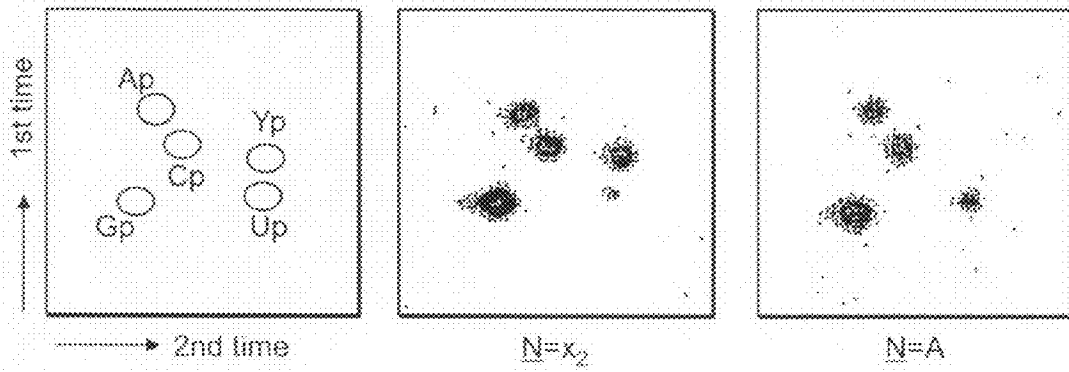 1st time
Ap
Yp
Cp
Gp
Up
2nd time
N=x₂
N=A